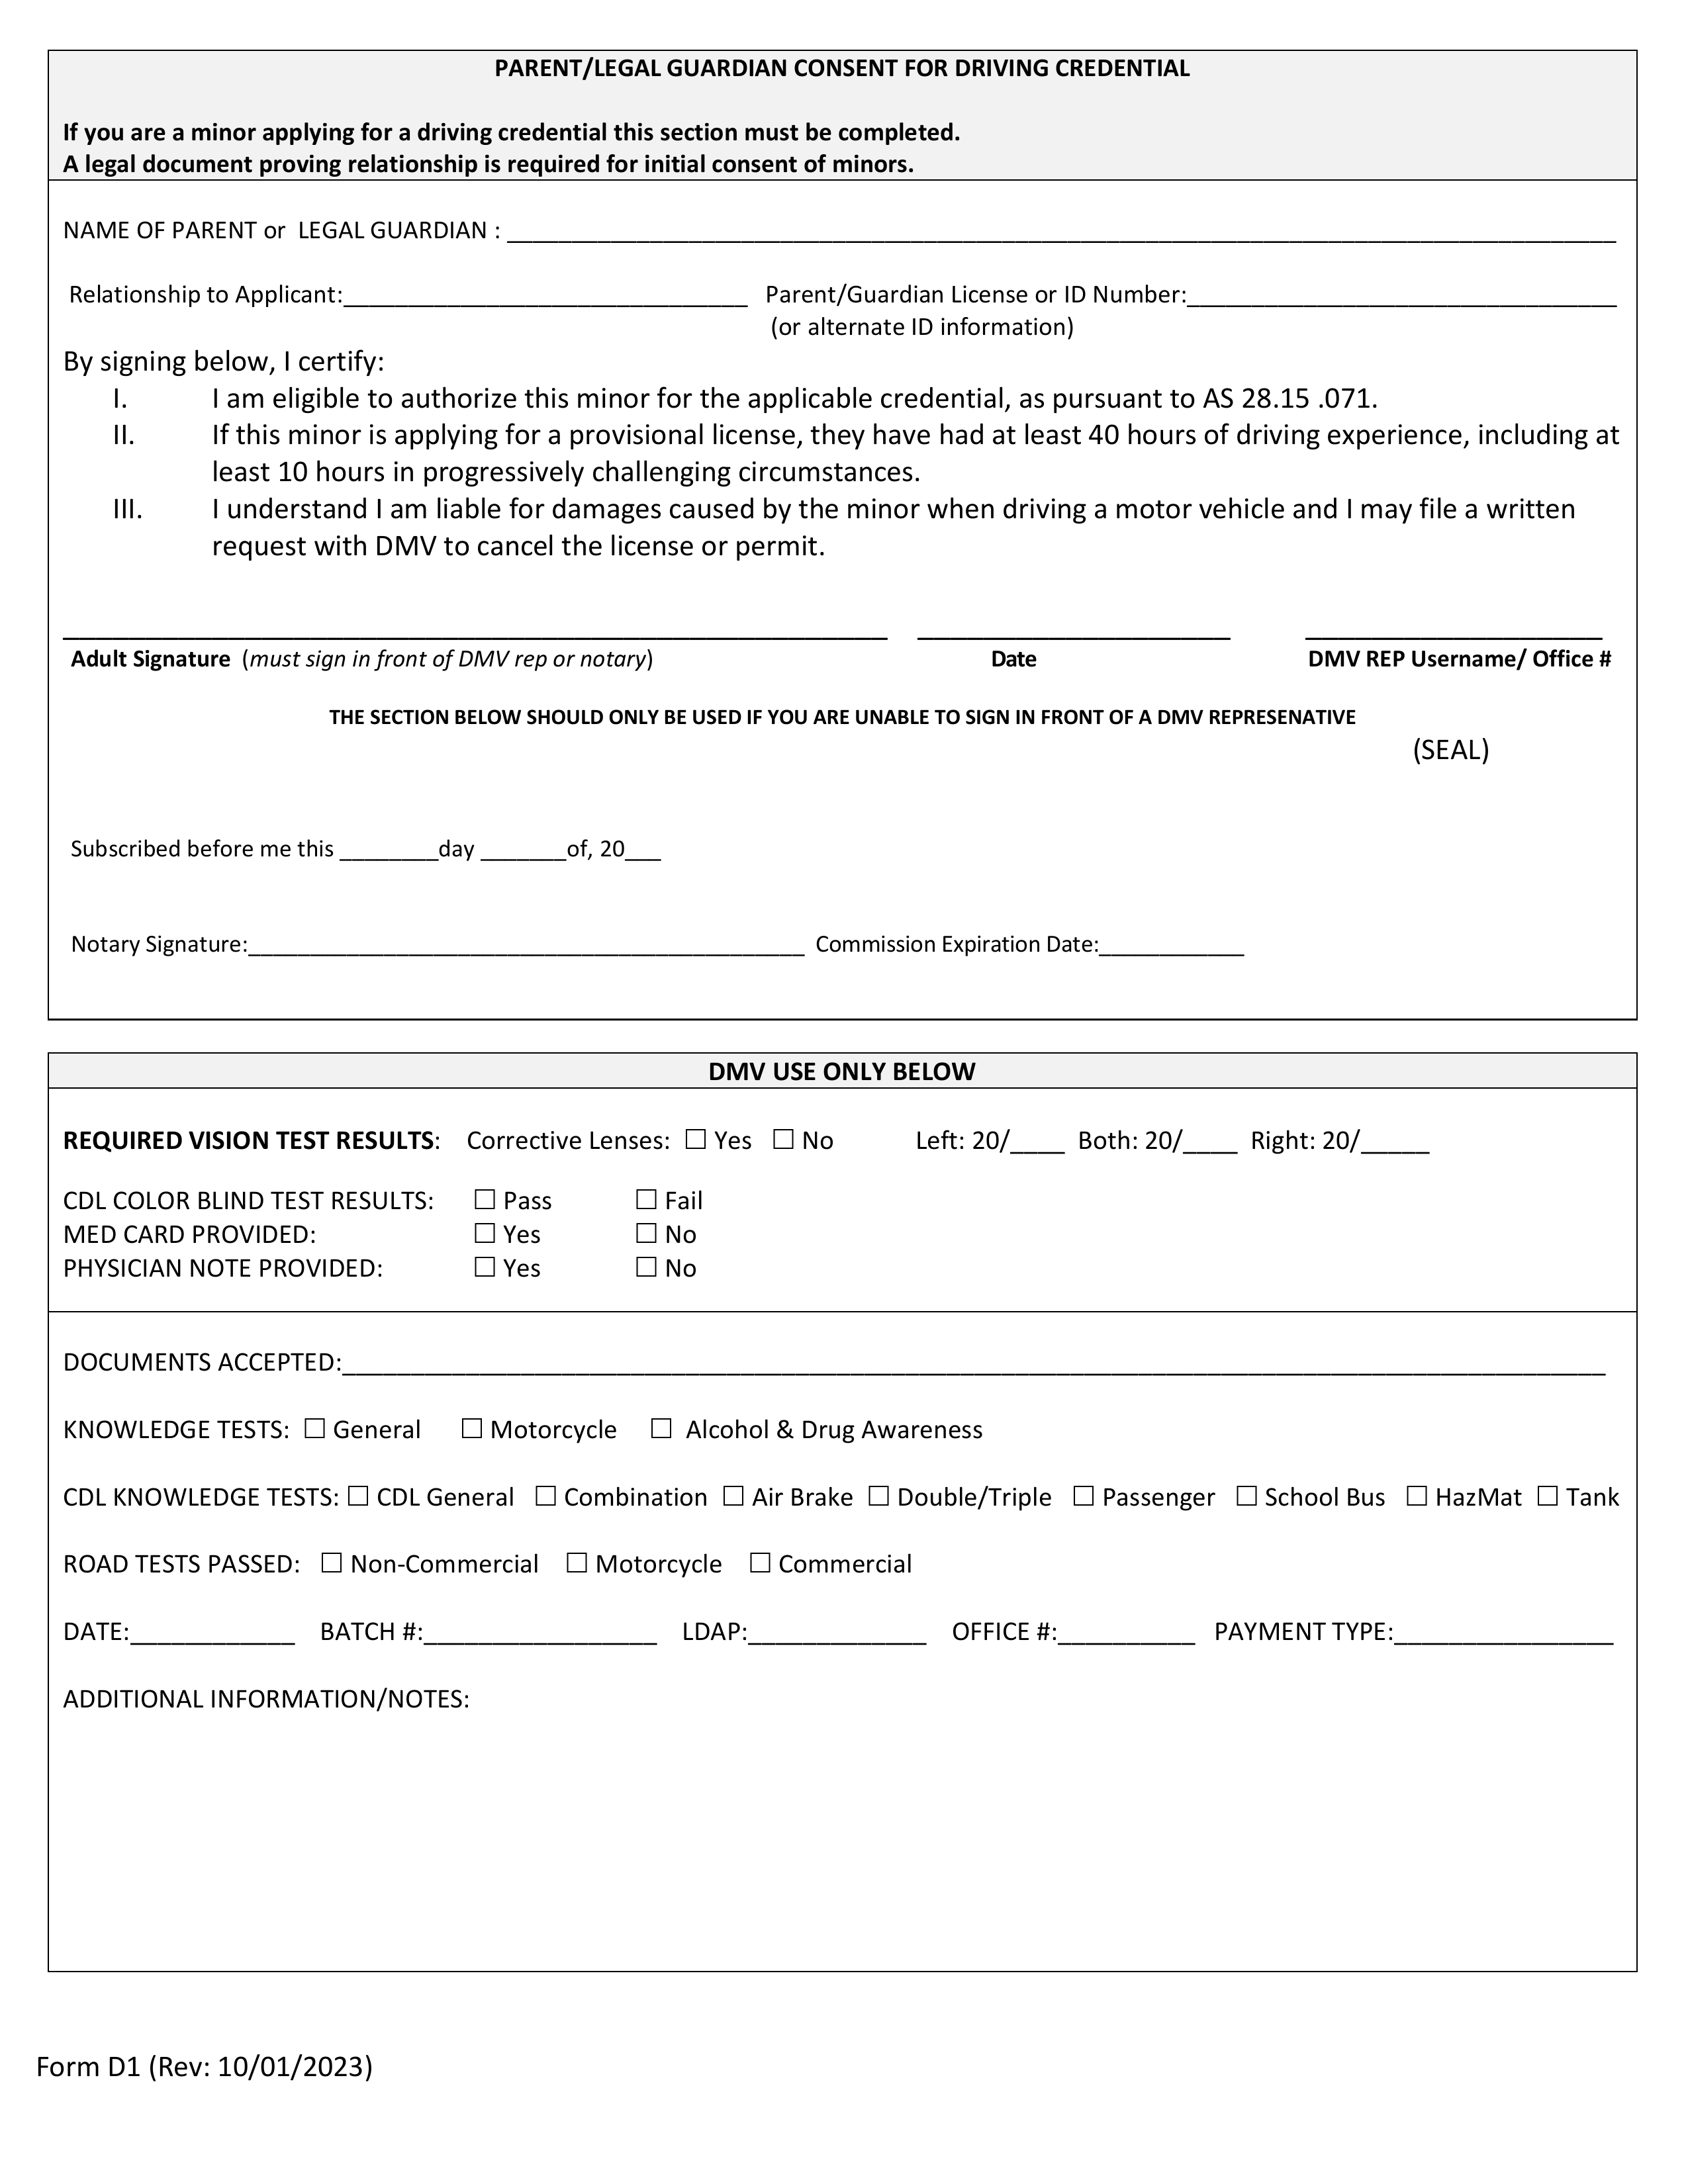 PARENT/LEGAL GUARDIAN CONSENT FOR DRIVING CREDENTIAL
If you are a minor applying for a driving credential this section must be completed.
A legal document proving relationship is required for initial consent of minors.
NAME OF PARENT or LEGAL GUARDIAN : ____________________
Relationship to Applicant:____________________ Parent/Guardian License or ID Number:____________________
(or alternate ID information)
By signing below, I certify:
I. I am eligible to authorize this minor for the applicable credential, as pursuant to AS 28.15 .071.
II. If this minor is applying for a provisional license, they have had at least 40 hours of driving experience, including at
least 10 hours in progressively challenging circumstances.
III. I understand I am liable for damages caused by the minor when driving a motor vehicle and I may file a written
request with DMV to cancel the license or permit.
Adult Signature (must sign in front of DMV rep or notary) Date DMV REP Username/ Office #
THE SECTION BELOW SHOULD ONLY BE USED IF YOU ARE UNABLE TO SIGN IN FRONT OF A DMV REPRESENATIVE
(SEAL)
Subscribed before me this ________day _______of, 20___
Notary Signature:____________________ Commission Expiration Date:____________
DMV USE ONLY BELOW
REQUIRED VISION TEST RESULTS: Corrective Lenses: ☐ Yes ☐ No Left: 20/____ Both: 20/____ Right: 20/_____
CDL COLOR BLIND TEST RESULTS: ☐ Pass ☐ Fail
MED CARD PROVIDED: ☐ Yes ☐ No
PHYSICIAN NOTE PROVIDED: ☐ Yes ☐ No
DOCUMENTS ACCEPTED:____________________
KNOWLEDGE TESTS: ☐ General ☐ Motorcycle ☐ Alcohol & Drug Awareness
CDL KNOWLEDGE TESTS: ☐ CDL General ☐ Combination ☐ Air Brake ☐ Double/Triple ☐ Passenger ☐ School Bus ☐ HazMat ☐ Tank
ROAD TESTS PASSED: ☐ Non-Commercial ☐ Motorcycle ☐ Commercial
DATE:____________ BATCH #:_________________ LDAP:_____________ OFFICE #:__________ PAYMENT TYPE:________________
ADDITIONAL INFORMATION/NOTES:
Form D1 (Rev: 10/01/2023)